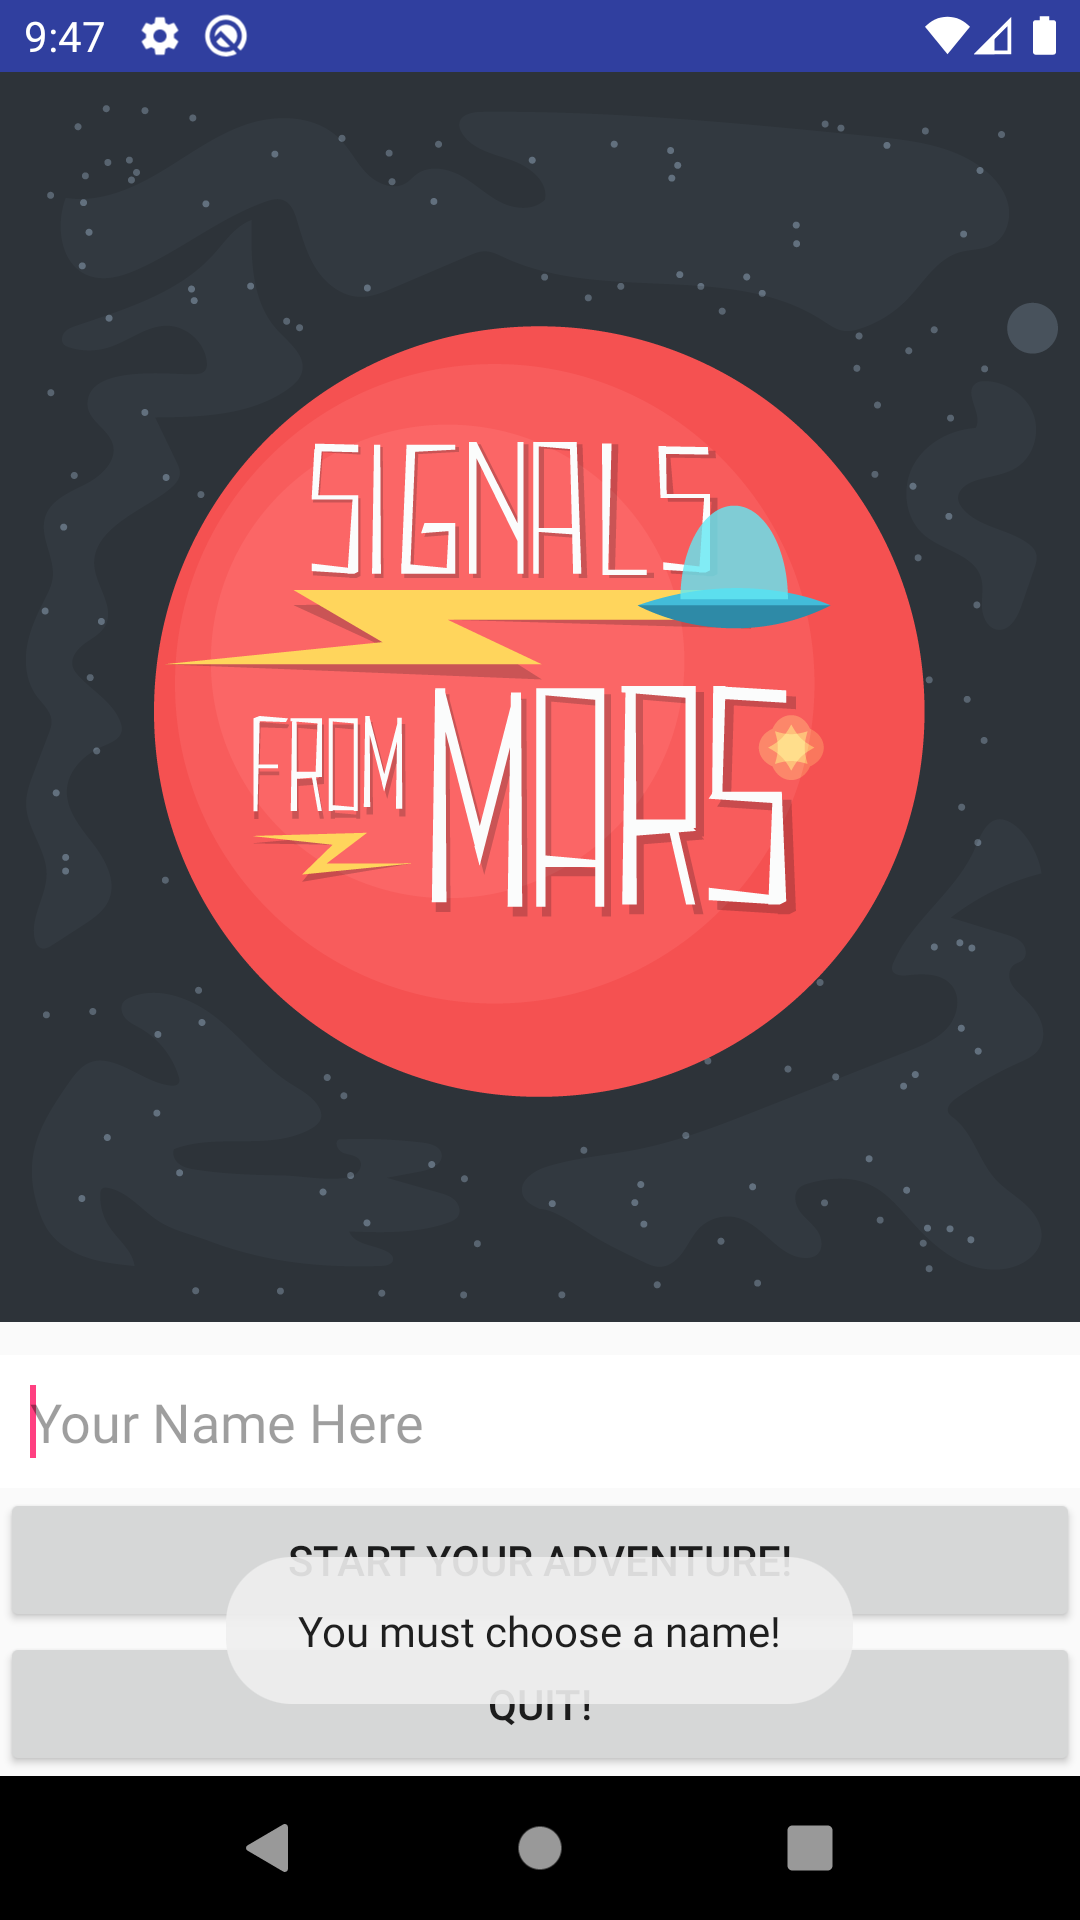 9:47
SIGNALS
FROM MARS
Your Name Here
START YOUR ADVENTURE!
You must choose a name!
QUIT!